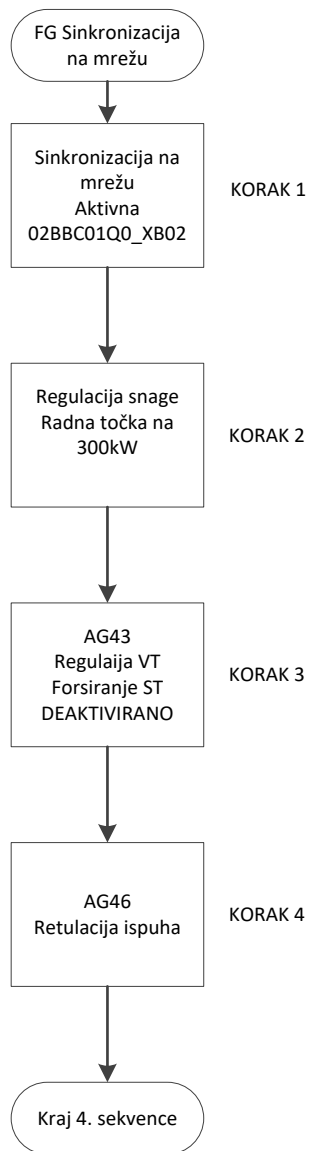 FG Sinkronizacija
na mrežu
Sinkronizacija na
mrežu
Aktivna
02BBC01Q0_XB02
KORAK 1
Regulacija snage
Radna točka na
300kW
KORAK 2
AG43
Regulaija VT
Forsiranje ST
DEAKTIVIRANO
KORAK 3
AG46
Retulacija ispuha
KORAK 4
Kraj 4. sekvence